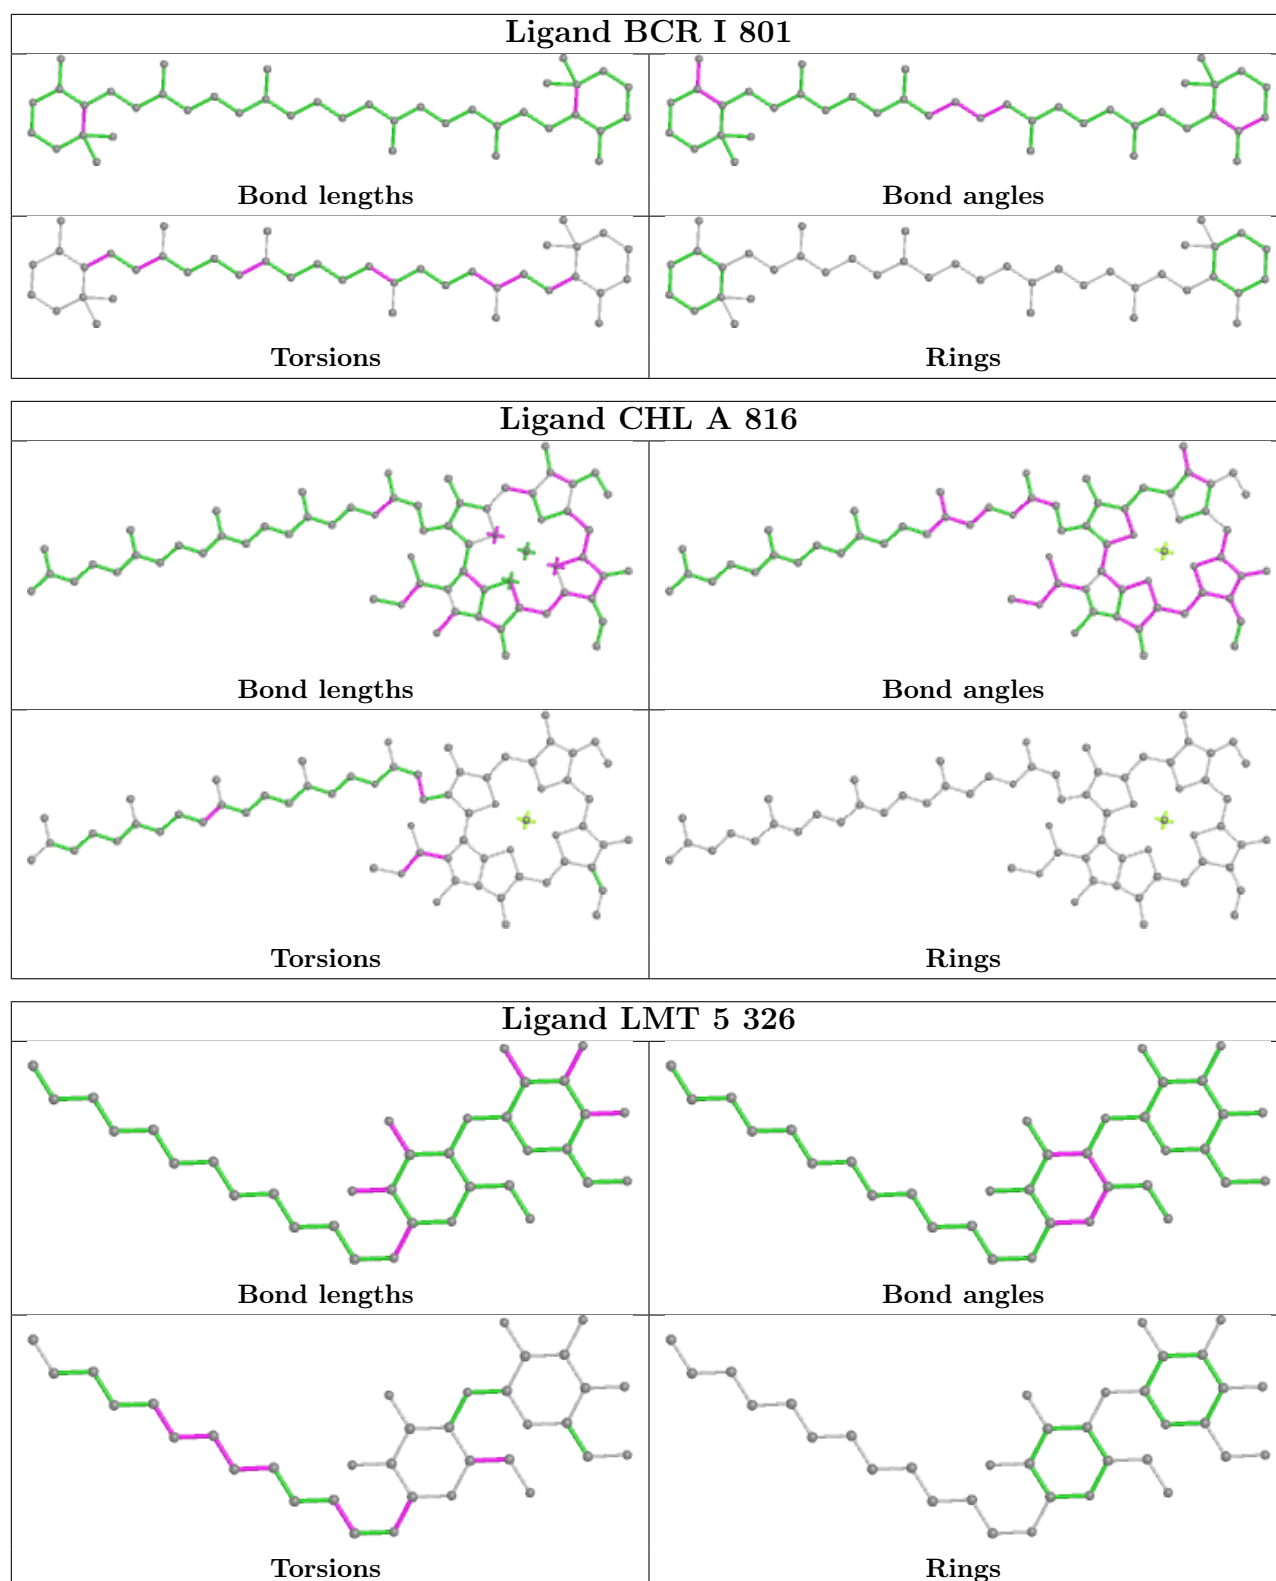 Ligand BCR I 801
Bond lengths
Bond angles
Torsions
Rings
Ligand CHL A 816
Bond lengths
Bond angles
Torsions
Rings
Ligand LMT 5 326
Bond lengths
Bond angles
Torsions
Rings